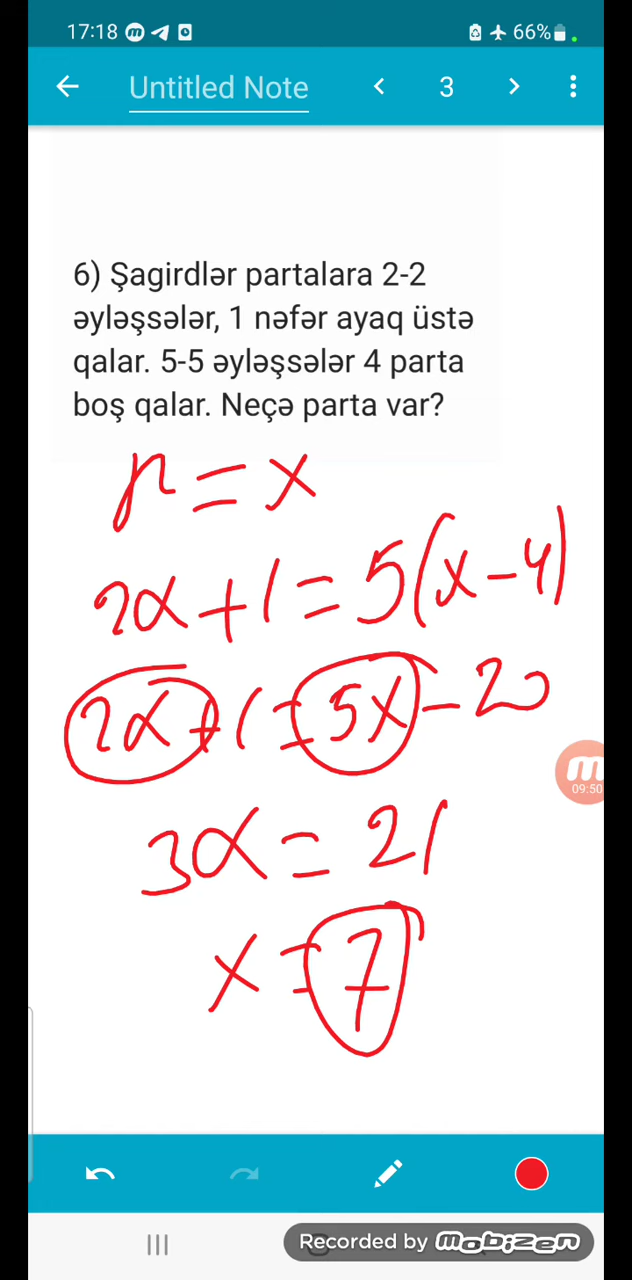 17:18 66%
Untitled Note < 3 >
6) Şagirdlər partalara 2-2
əyləşsələr, 1 nəfər ayaq üstə
qalar. 5-5 əyləşsələr 4 parta
boş qalar. Neçə parta var?
= x
2x+1=5(x-4)
2x+1=5x-20
3x=21
x=7
09:50
Recorded by mobizen